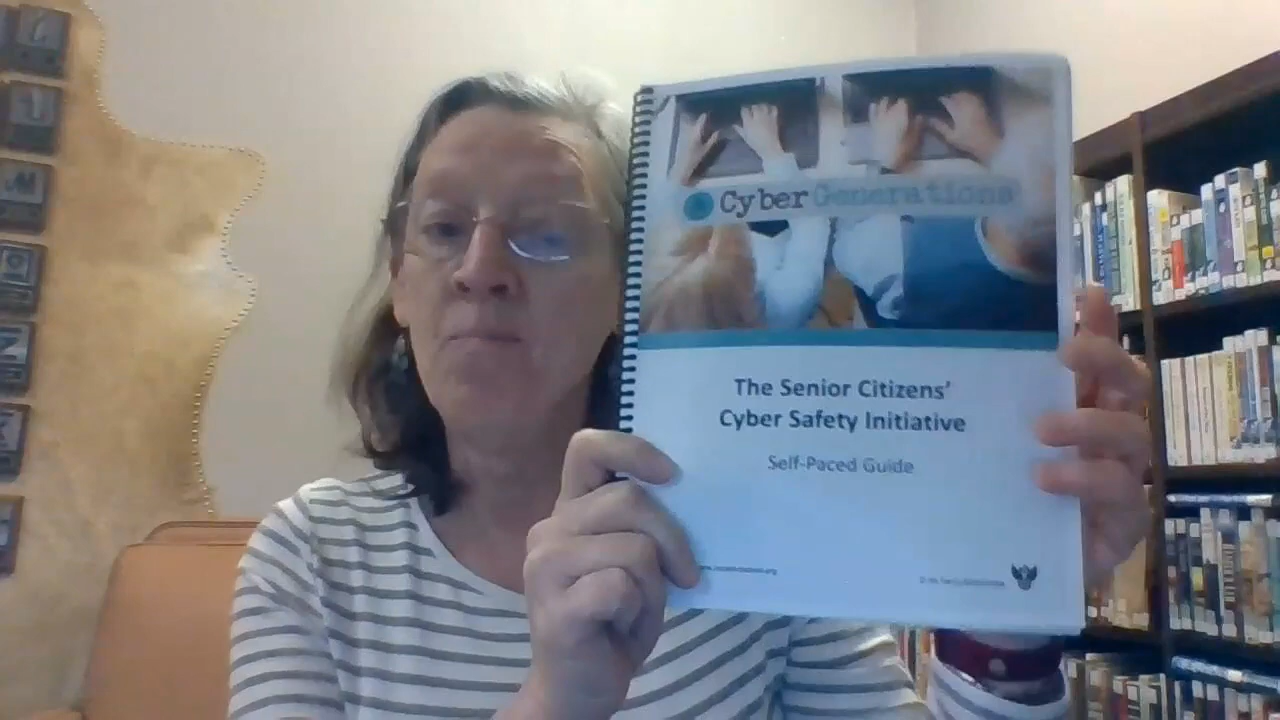 CyberGenerations
The Senior Citizens'
Cyber Safety Initiative
Self-Paced Guide